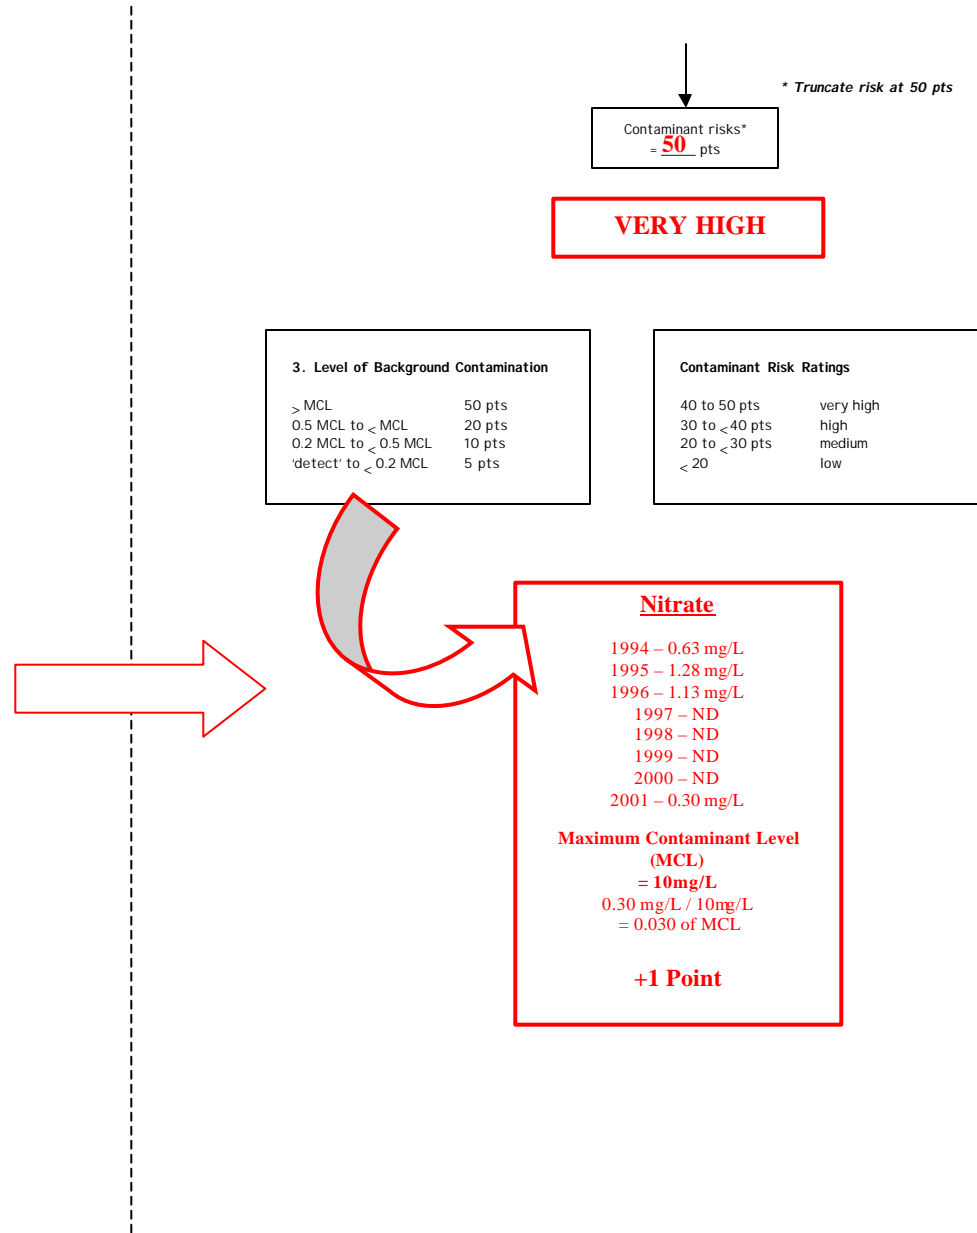 * Truncate risk at 50 pts
Contaminant risks*
= 50 pts
VERY HIGH
3. Level of Background Contamination
> MCL 50 pts
0.5 MCL to < MCL 20 pts
0.2 MCL to < 0.5 MCL 10 pts
'detect' to < 0.2 MCL 5 pts
Contaminant Risk Ratings
40 to 50 pts very high
30 to < 40 pts high
20 to < 30 pts medium
< 20 low
Nitrate
1994 – 0.63 mg/L
1995 – 1.28 mg/L
1996 – 1.13 mg/L
1997 – ND
1998 – ND
1999 – ND
2000 – ND
2001 – 0.30 mg/L
Maximum Contaminant Level
(MCL)
= 10mg/L
0.30 mg/L / 10mg/L
= 0.030 of MCL
+1 Point